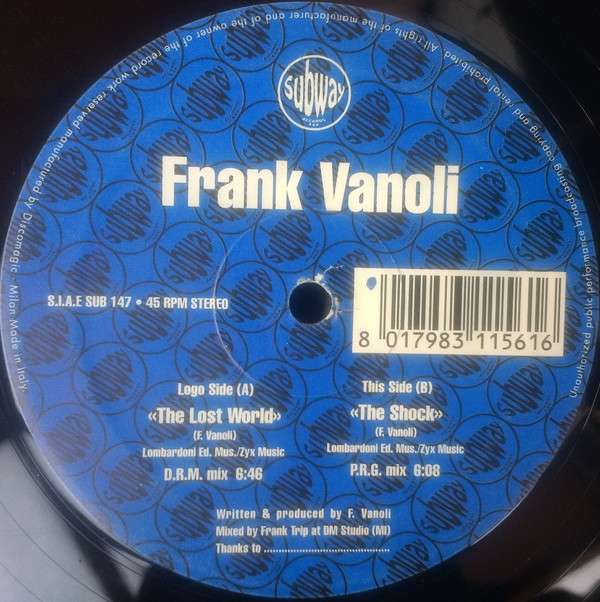 All rights of the manufacturer and of the owner of the record work reserved manufactured by Discomagic - Milan Made in Italy
Unauthorized public performance broadcasting copyng and rental prohibited.
Subway
RECORDS
Frank Vanoli
S.I.A.E SUB 147 • 45 RPM STEREO
8 017983 115616
Logo Side (A)
«The Lost World»
(F. Vanoli)
Lombardoni Ed. Mus./Zyx Music
D.R.M. mix 6:46
This Side (B)
«The Shock»
(F. Vanoli)
Lombardoni Ed. Mus./Zyx Music
P.R.G. mix 6:08
Written & produced by F. Vanoli
Mixed by Frank Trip at DM Studio (MI)
Thanks to ............................................